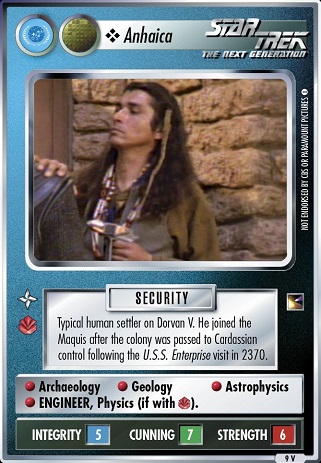 ❖ Anhaica
STAR TREK
THE NEXT GENERATION
NOT ENDORSED BY CBS OR PARAMOUNT PICTURES
SECURITY
Typical human settler on Dorvan V. He joined the
Maquis after the colony was passed to Cardassian
control following the U.S.S. Enterprise visit in 2370.
Archaeology Geology Astrophysics
ENGINEER, Physics (if with ).
INTEGRITY 5 CUNNING 7 STRENGTH 6
9 V